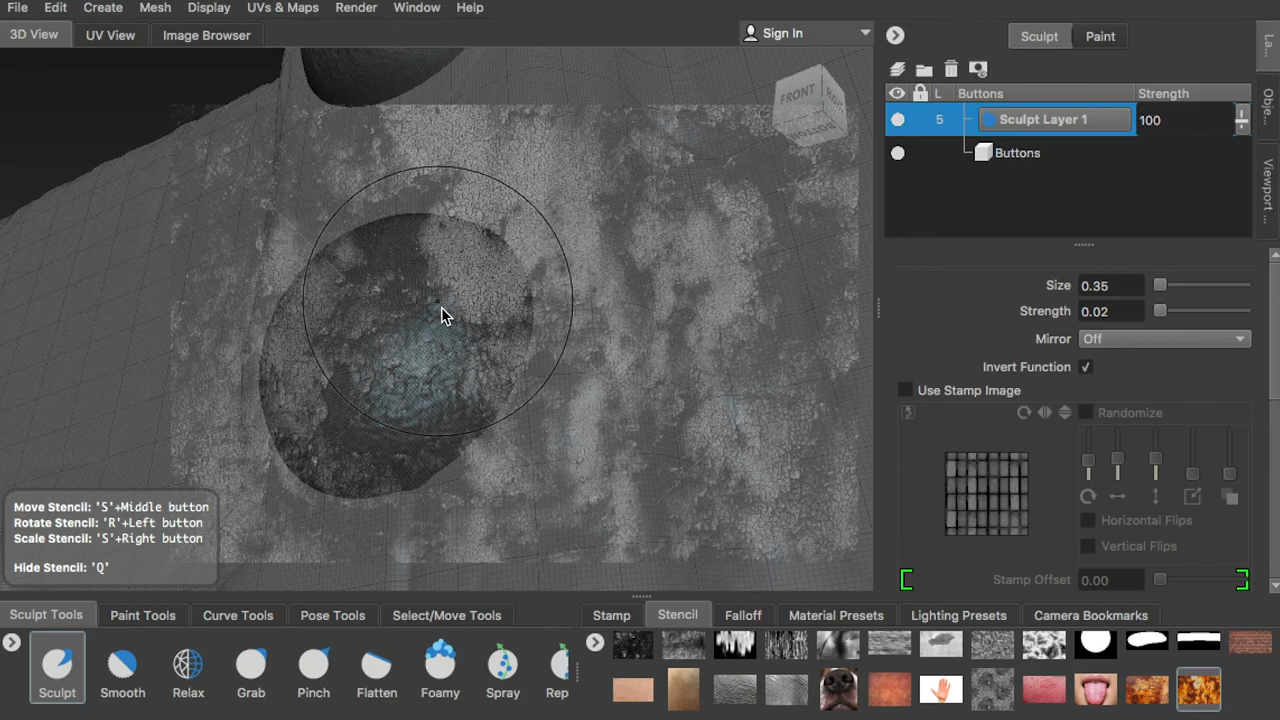 File Edit Create Mesh Display UVs & Maps Render Window Help
3D View UV View Image Browser Sign In
Sculpt Paint
L Buttons Strength
5 Sculpt Layer 1 100
Buttons
FRONT
Size 0.35
Strength 0.02
Mirror Off
Invert Function
Use Stamp Image
Randomize
Horizontal Flips
Vertical Flips
Stamp Offset 0.00
La...
Obje...
Viewport ...
Move Stencil: 'S'+Middle button
Rotate Stencil: 'R'+Left button
Scale Stencil: 'S'+Right button
Hide Stencil: 'Q'
Sculpt Tools Paint Tools Curve Tools Pose Tools Select/Move Tools
Stamp Stencil Falloff Material Presets Lighting Presets Camera Bookmarks
Sculpt Smooth Relax Grab Pinch Flatten Foamy Spray Rep